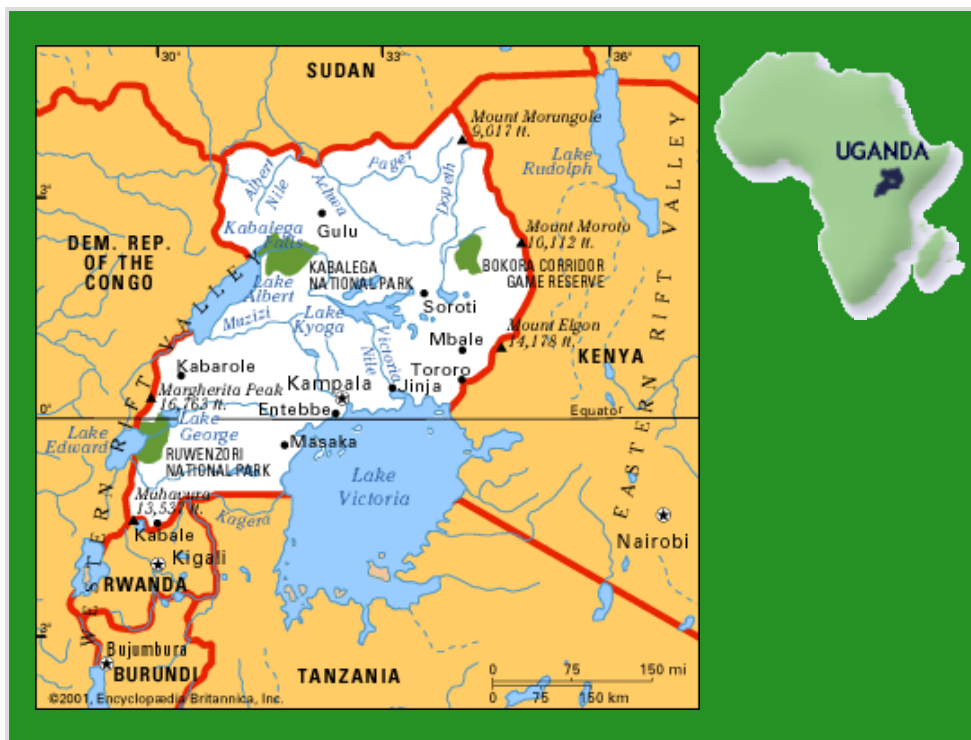 30°
33°
36°
SUDAN
Mount Morungole
9,017 ft.
UGANDA
Albert
Nile
Achwa
Pager
Dopeth
Lake
Rudolph
Gulu
Kabalega
Falls
Mount Moroto
10,112 ft.
DEM. REP.
OF THE
CONGO
KABALEGA
NATIONAL PARK
BOKORA CORRIDOR
GAME RESERVE
Lake
Albert
Muzizi
Lake
Kyoga
Soroti
Victoria
Nile
Mbale
Mount Elgon
14,178 ft.
KENYA
Kabarole
Tororo
Kampala
Jinja
Margherita Peak
16,763 ft.
Entebbe
0°
Equator
Lake
Edward
Lake
George
Masaka
RUWENZORI
NATIONAL PARK
Lake
Victoria
Muhavura
13,537 ft.
Kagera
Kabale
Kigali
Nairobi
RWANDA
WESTERN RIFT VALLEY
EASTERN RIFT VALLEY
Bujumbura
BURUNDI
TANZANIA
0 75 150 mi
0 75 150 km
©2001, Encyclopædia Britannica, Inc.